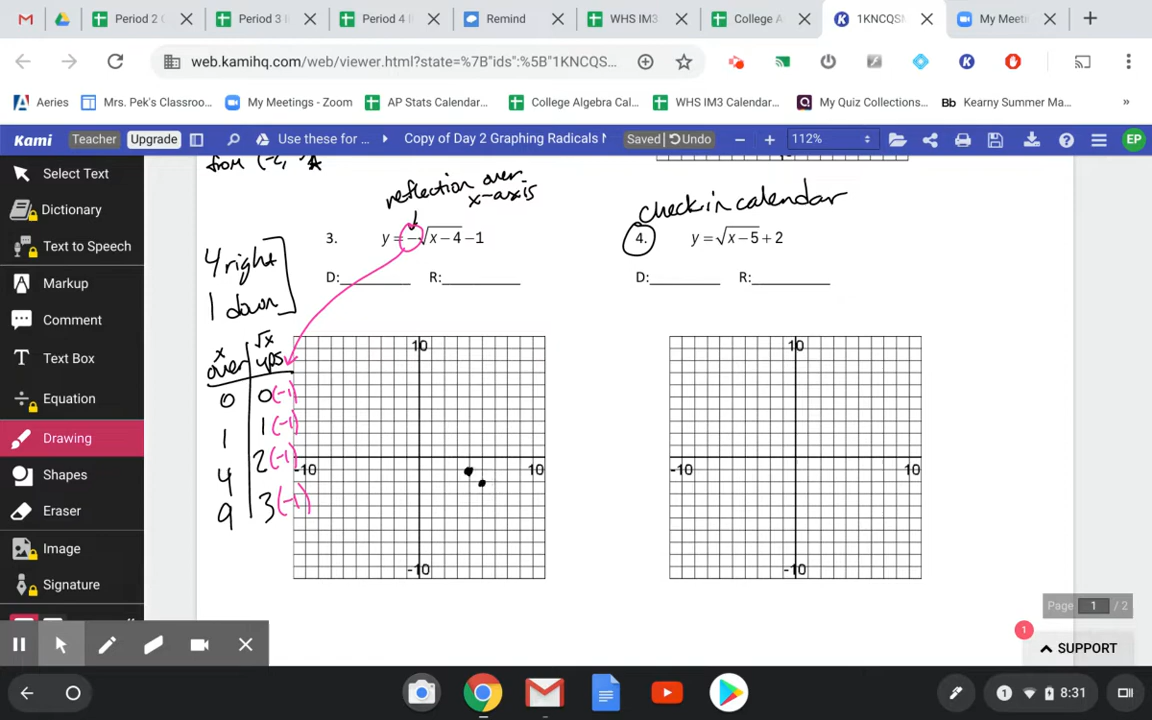 Period 2
Period 3 I
Period 4 I
Remind
WHS IM3
College A
1KNCQS
My Meeti
web.kamihq.com/web/viewer.html?state=%7B"ids":%5B"1KNCQS...
Aeries
Mrs. Pek's Classroo...
My Meetings - Zoom
AP Stats Calendar...
College Algebra Cal...
WHS IM3 Calendar...
My Quiz Collections...
Bb Kearny Summer Ma...
»
Kami
Teacher
Upgrade
Use these for ...
Copy of Day 2 Graphing Radicals N
Saved
Undo
112%
EP
Select Text
Dictionary
Text to Speech
Markup
Comment
Text Box
Equation
Drawing
Shapes
Eraser
Image
Signature
reflection over
x-axis
3. y = −√x − 4 − 1
D: R:
4 right
1 down
x √x
over ups
0 0(-1)
1 1(-1)
4 2(-1)
9 3(-1)
10
-10 10
-10
check in calendar
4. y = √x − 5 + 2
D: R:
10
-10 10
-10
Page 1 / 2
1
SUPPORT
1
8:31